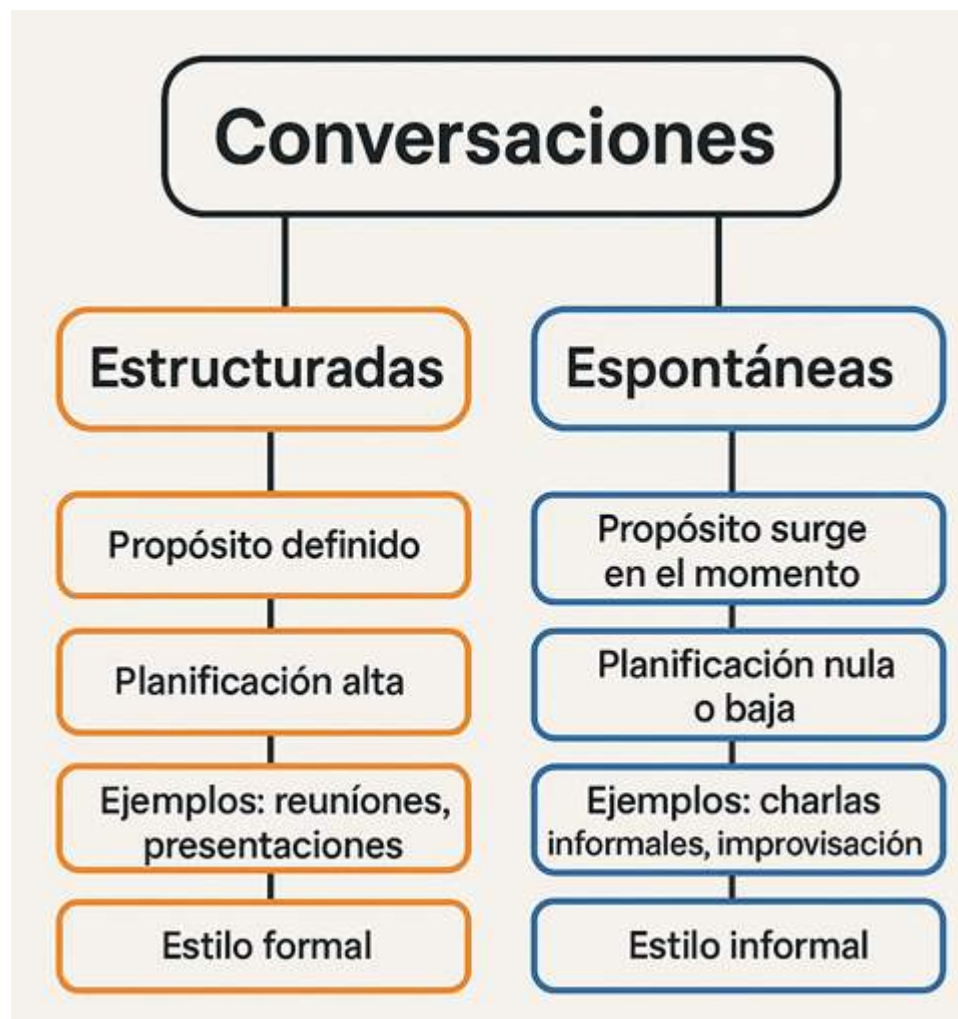 Conversaciones
Estructuradas
Propósito definido
Planificación alta
Ejemplos: reuníones,
presentaciones
Estilo formal
Espontáneas
Propósito surge
en el momento
Planificación nula
o baja
Ejemplos: charlas
informales, improvisación
Estilo informal